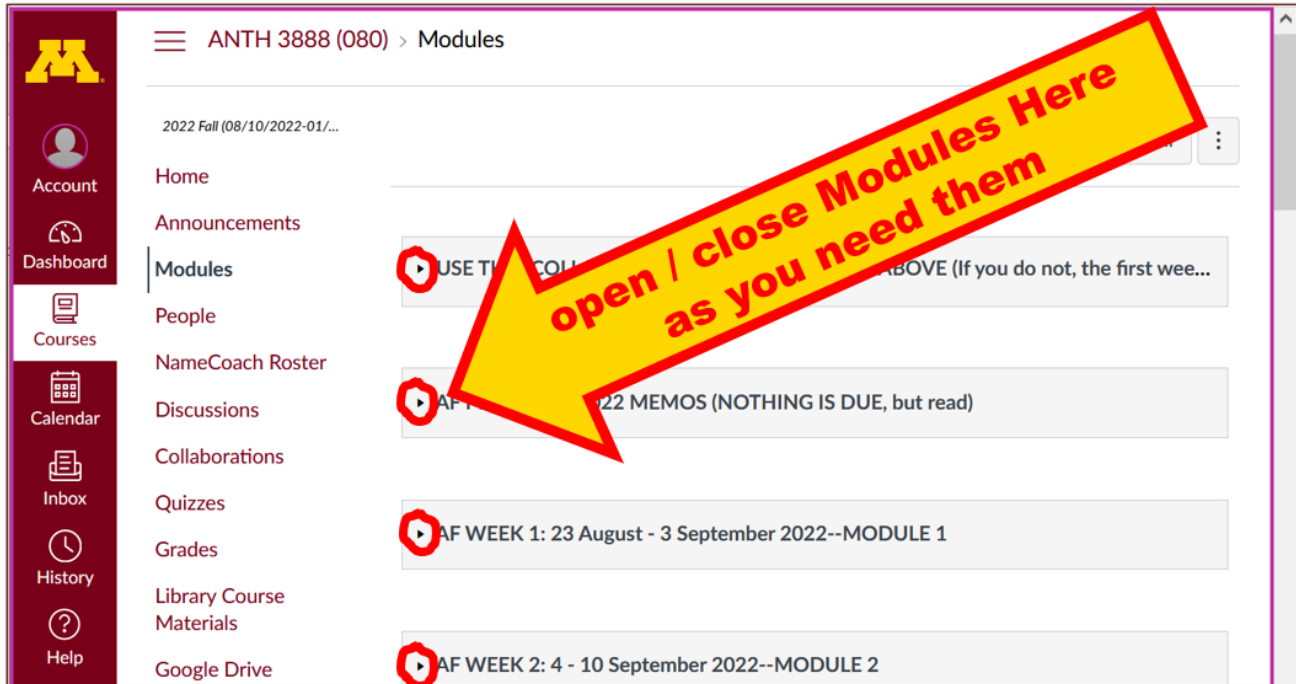 M
ANTH 3888 (080) > Modules
2022 Fall (08/10/2022-01/...
Account
Dashboard
Courses
Calendar
Inbox
History
Help
Home
Announcements
Modules
People
NameCoach Roster
Discussions
Collaborations
Quizzes
Grades
Library Course
Materials
Google Drive
open / close Modules Here
as you need them
USE COL ABOVE (If you do not, the first wee...
AF 22 MEMOS (NOTHING IS DUE, but read)
AF WEEK 1: 23 August - 3 September 2022--MODULE 1
AF WEEK 2: 4 - 10 September 2022--MODULE 2